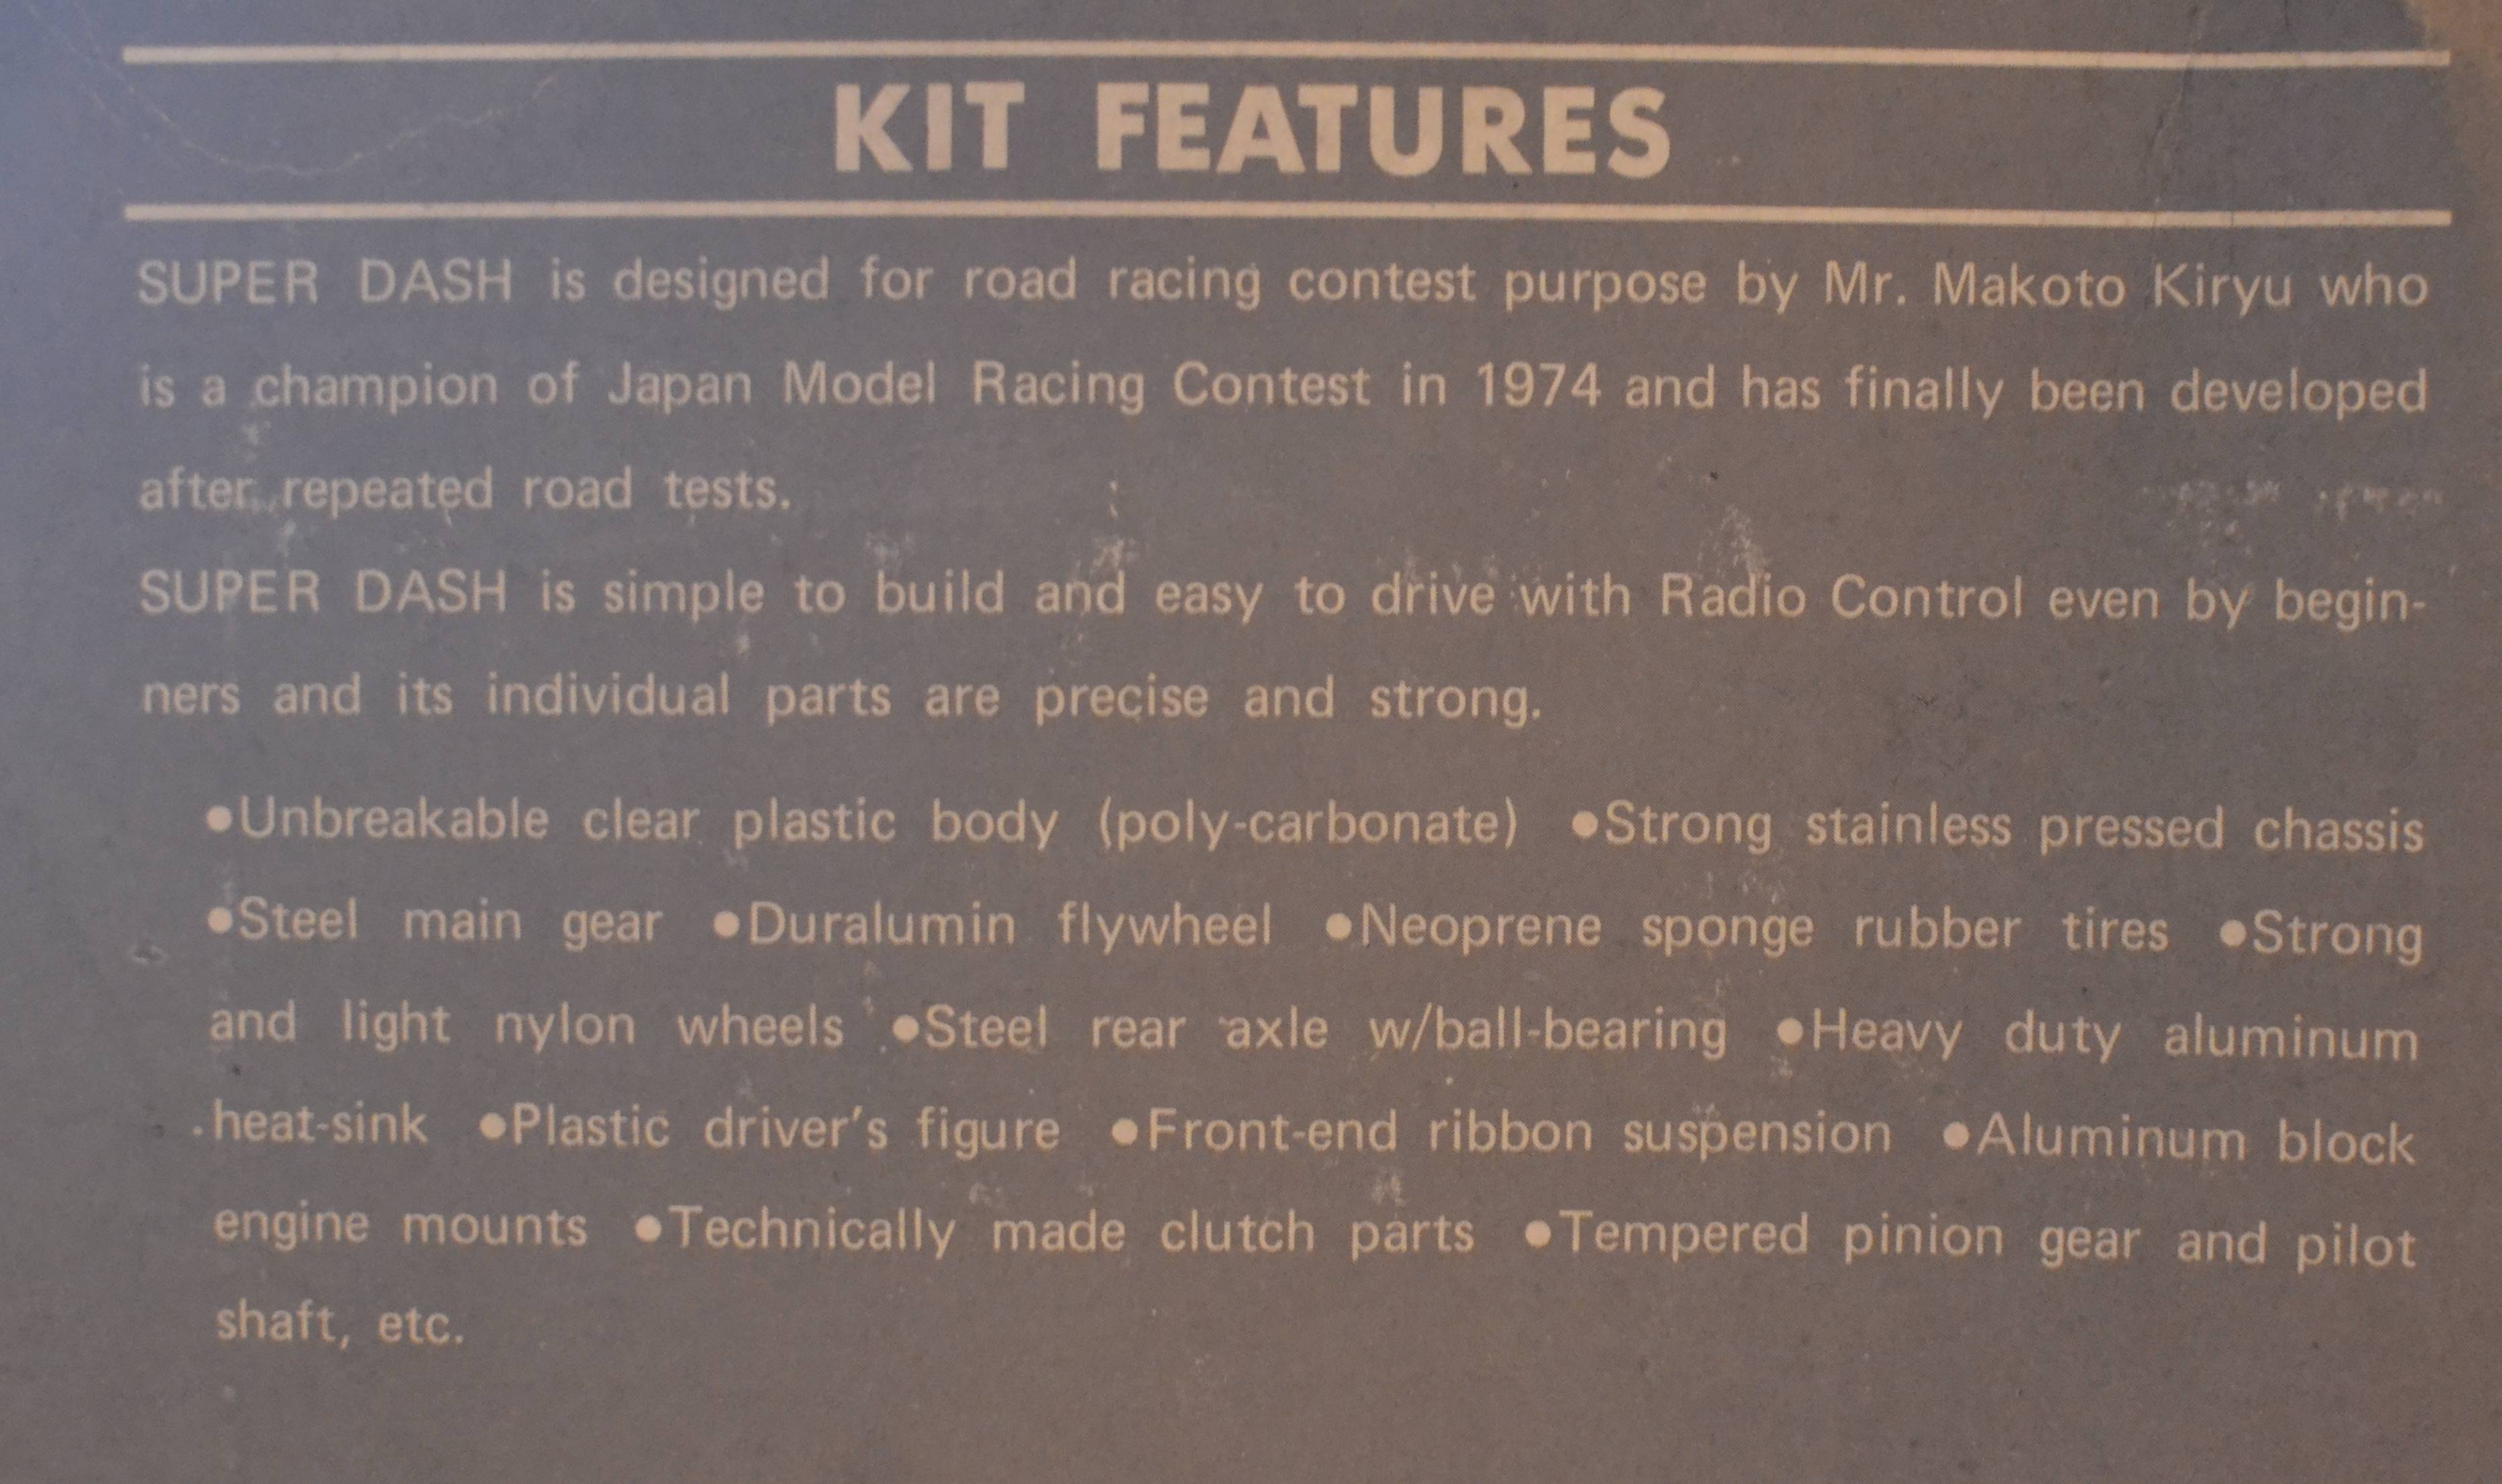 KIT FEATURES
SUPER DASH is designed for road racing contest purpose by Mr. Makoto Kiryu who
is a champion of Japan Model Racing Contest in 1974 and has finally been developed
after repeated road tests.
SUPER DASH is simple to build and easy to drive with Radio Control even by begin-
ners and its individual parts are precise and strong.
●Unbreakable clear plastic body (poly-carbonate) ●Strong stainless pressed chassis
●Steel main gear ●Duralumin flywheel ●Neoprene sponge rubber tires ●Strong
and light nylon wheels ●Steel rear axle w/ball-bearing ●Heavy duty aluminum
heat-sink ●Plastic driver's figure ●Front-end ribbon suspension ●Aluminum block
engine mounts ●Technically made clutch parts ●Tempered pinion gear and pilot
shaft, etc.